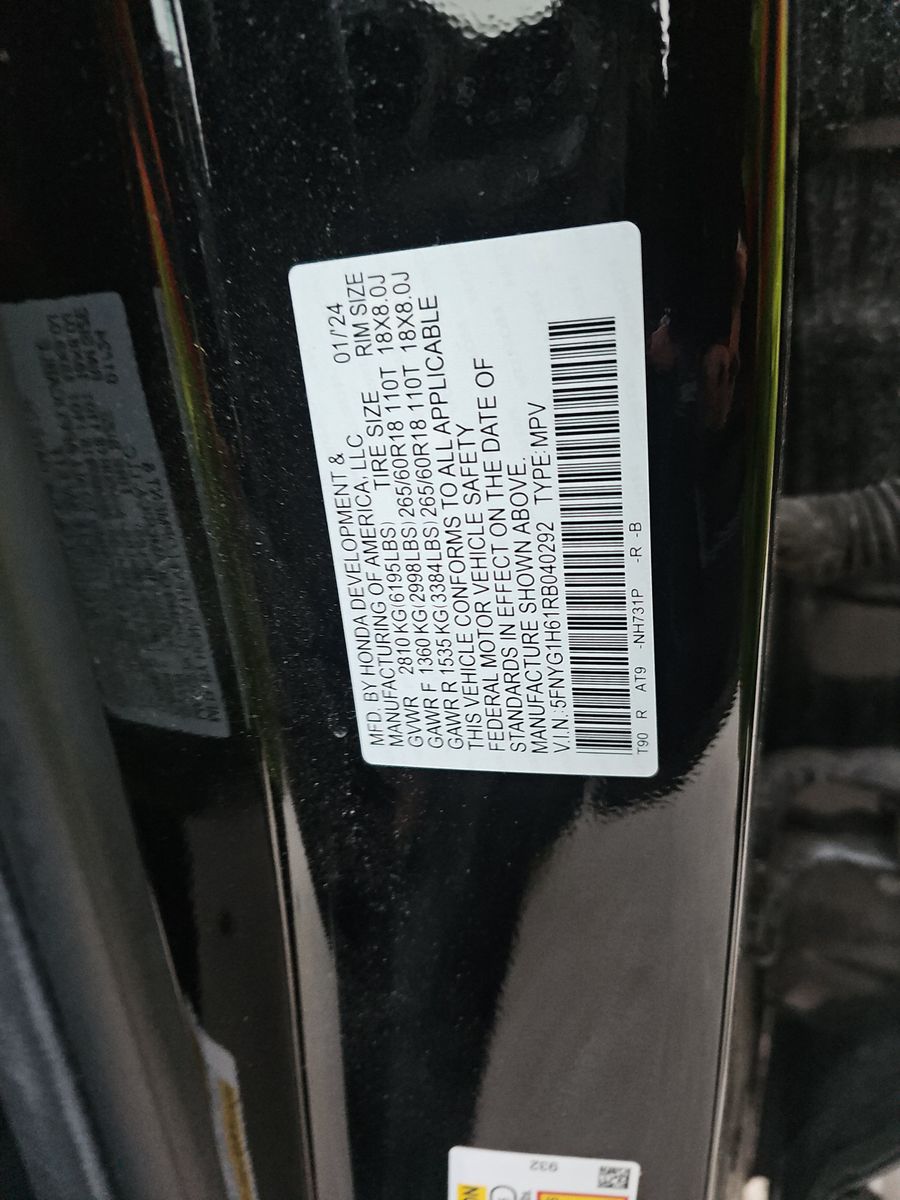 MFD. BY HONDA DEVELOPMENT &
MANUFACTURING OF AMERICA, LLC 01/'24
GVWR 2810 KG(6195LBS) TIRE SIZE RIM SIZE
GAWR F 1360 KG(2998LBS) 265/60R18 110T 18X8.0J
GAWR R 1535 KG(3384LBS) 265/60R18 110T 18X8.0J
THIS VEHICLE CONFORMS TO ALL APPLICABLE
FEDERAL MOTOR VEHICLE SAFETY
STANDARDS IN EFFECT ON THE DATE OF
MANUFACTURE SHOWN ABOVE.
V.I.N.:5FNYG1H61RB040292 TYPE:MPV
T90 R AT9 -NH731P -R -B
932